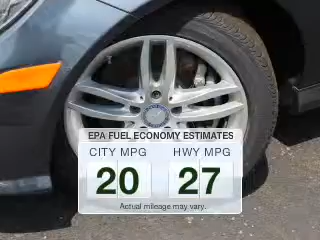 EPA FUEL ECONOMY ESTIMATES
CITY MPG HWY MPG
20 27
Actual mileage may vary.